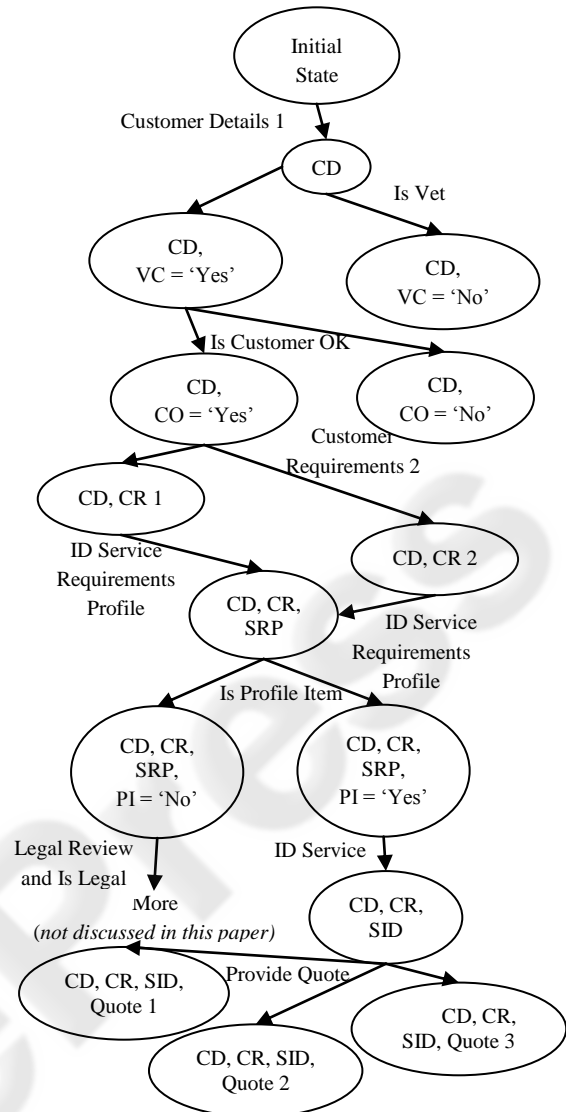 Initial
State
Customer Details 1
CD
Is Vet
CD,
VC = ‘Yes’
CD,
VC = ‘No’
Is Customer OK
CD,
CO = ‘Yes’
CD,
CO = ‘No’
Customer
Requirements 2
CD, CR 1
CD, CR 2
ID Service
Requirements
Profile
CD, CR,
SRP
ID Service
Requirements
Profile
Is Profile Item
CD, CR,
SRP,
PI = ‘No’
CD, CR,
SRP,
PI = ‘Yes’
Legal Review
and Is Legal
ID Service
More
(not discussed in this paper)
CD, CR,
SID
Provide Quote
CD, CR, SID,
Quote 1
CD, CR, SID,
Quote 2
CD, CR,
SID, Quote 3